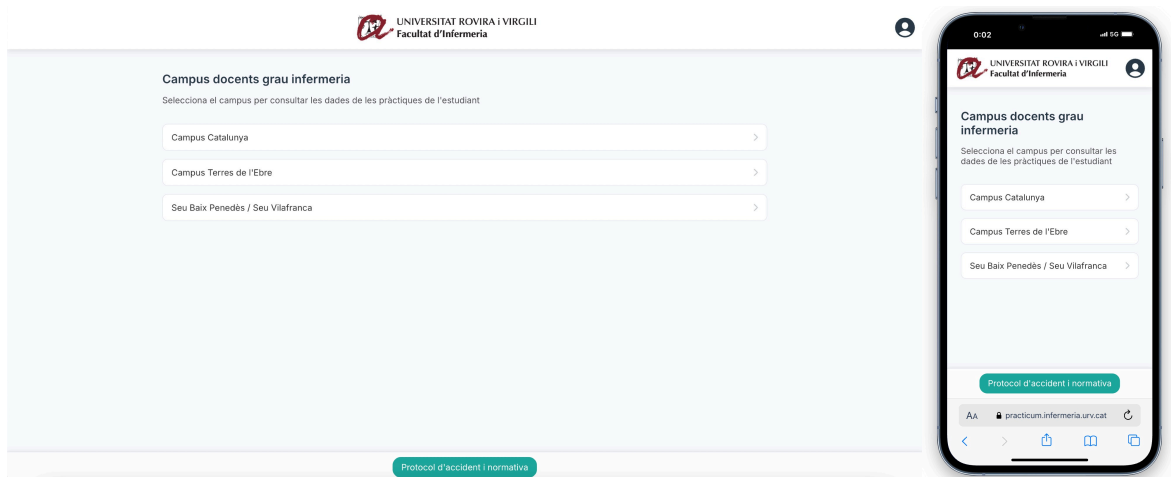 UNIVERSITAT ROVIRA i VIRGILI
Facultat d'Infermeria
Campus docents grau infermeria
Selecciona el campus per consultar les dades de les pràctiques de l'estudiant
Campus Catalunya
Campus Terres de l'Ebre
Seu Baix Penedès / Seu Vilafranca
Protocol d'accident i normativa
0:02
5G
UNIVERSITAT ROVIRA i VIRGILI
Facultat d'Infermeria
Campus docents grau
infermeria
Selecciona el campus per consultar les
dades de les pràctiques de l'estudiant
Campus Catalunya
Campus Terres de l'Ebre
Seu Baix Penedès / Seu Vilafranca
Protocol d'accident i normativa
AA practicum.infermeria.urv.cat